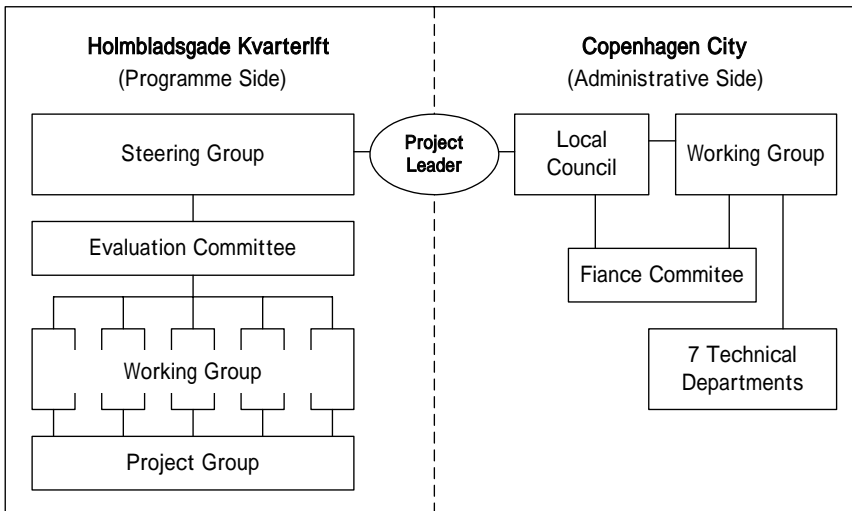 Holmbladsgade Kvarterlft
(Programme Side)
Steering Group
Evaluation Committee
Working Group
Project Group
Project
Leader
Copenhagen City
(Administrative Side)
Local
Council
Working Group
Fiance Commitee
7 Technical
Departments